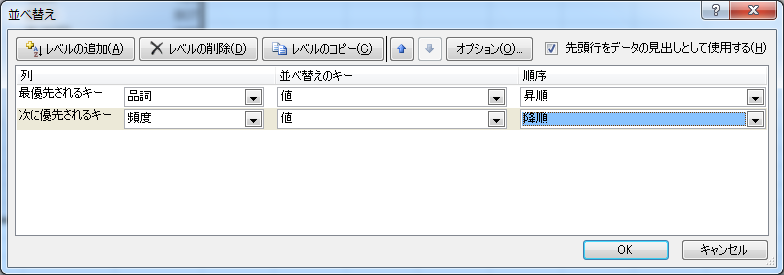 並べ替え
レベルの追加(A) レベルの削除(D) レベルのコピー(C) オプション(O)... 先頭行をデータの見出しとして使用する(H)
列 並べ替えのキー 順序
最優先されるキー 品詞 値 昇順
次に優先されるキー 頻度 値 降順
OK キャンセル